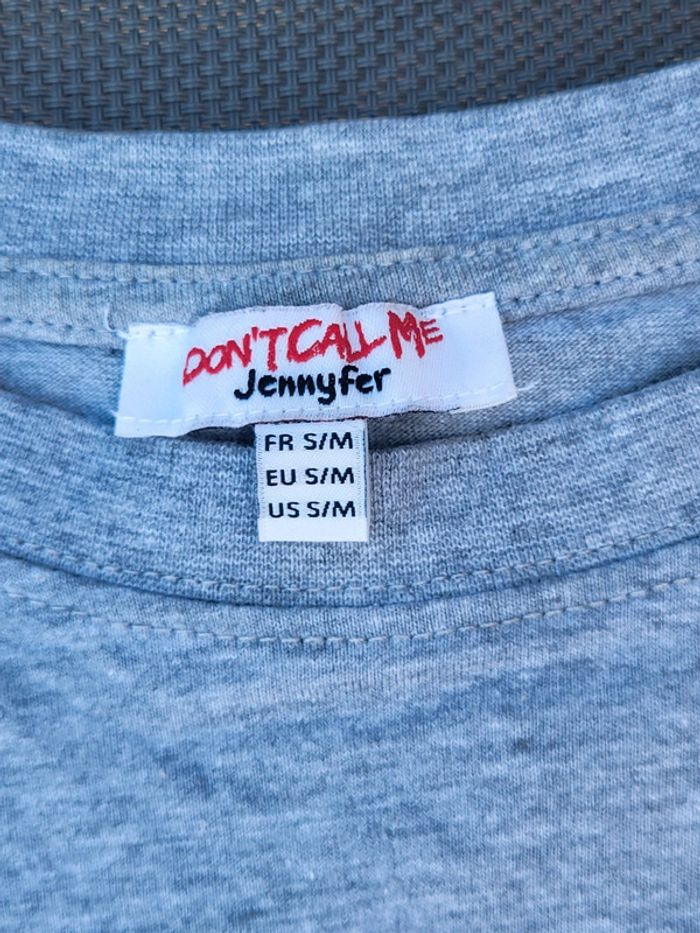 DON'T CALL ME
Jennyfer
FR S/M
EU S/M
US S/M